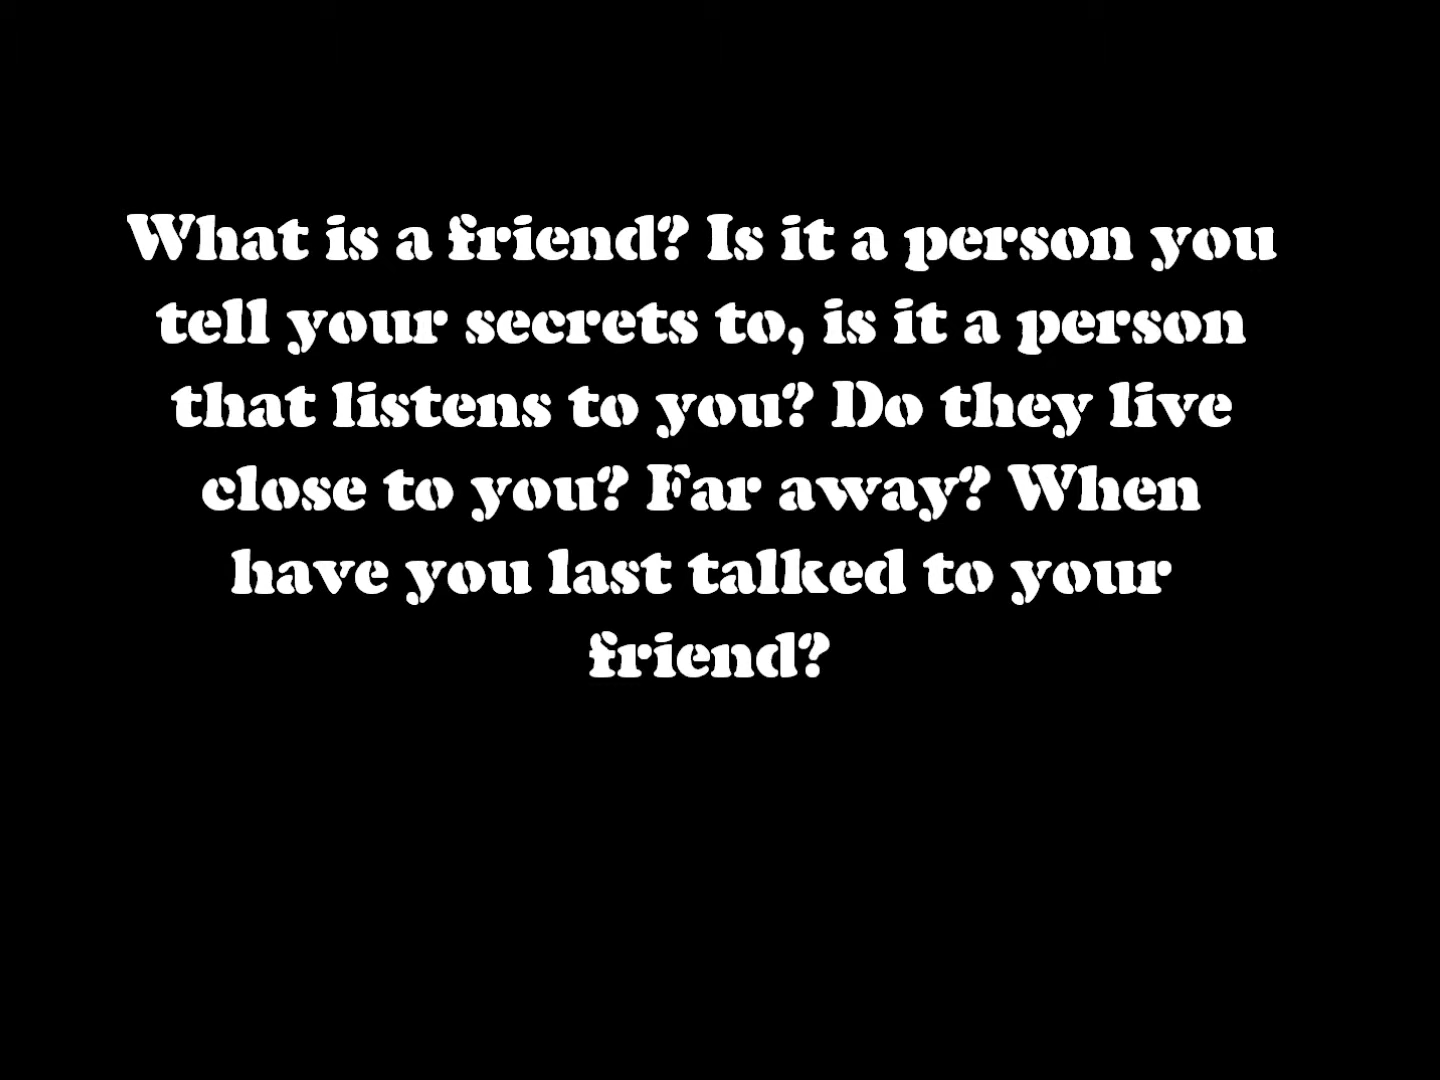 What is a friend? Is it a person you
tell your secrets to, is it a person
that listens to you? Do they live
close to you? Far away? When
have you last talked to your
friend?